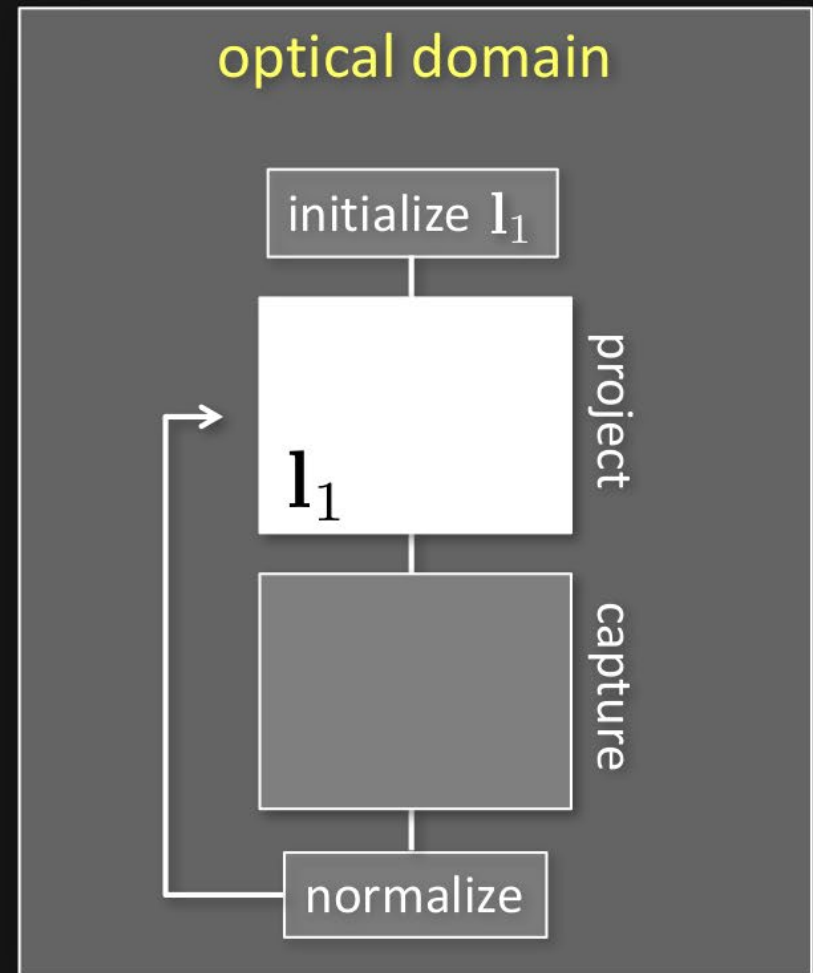 optical domain
initialize l₁
project
l₁
capture
normalize